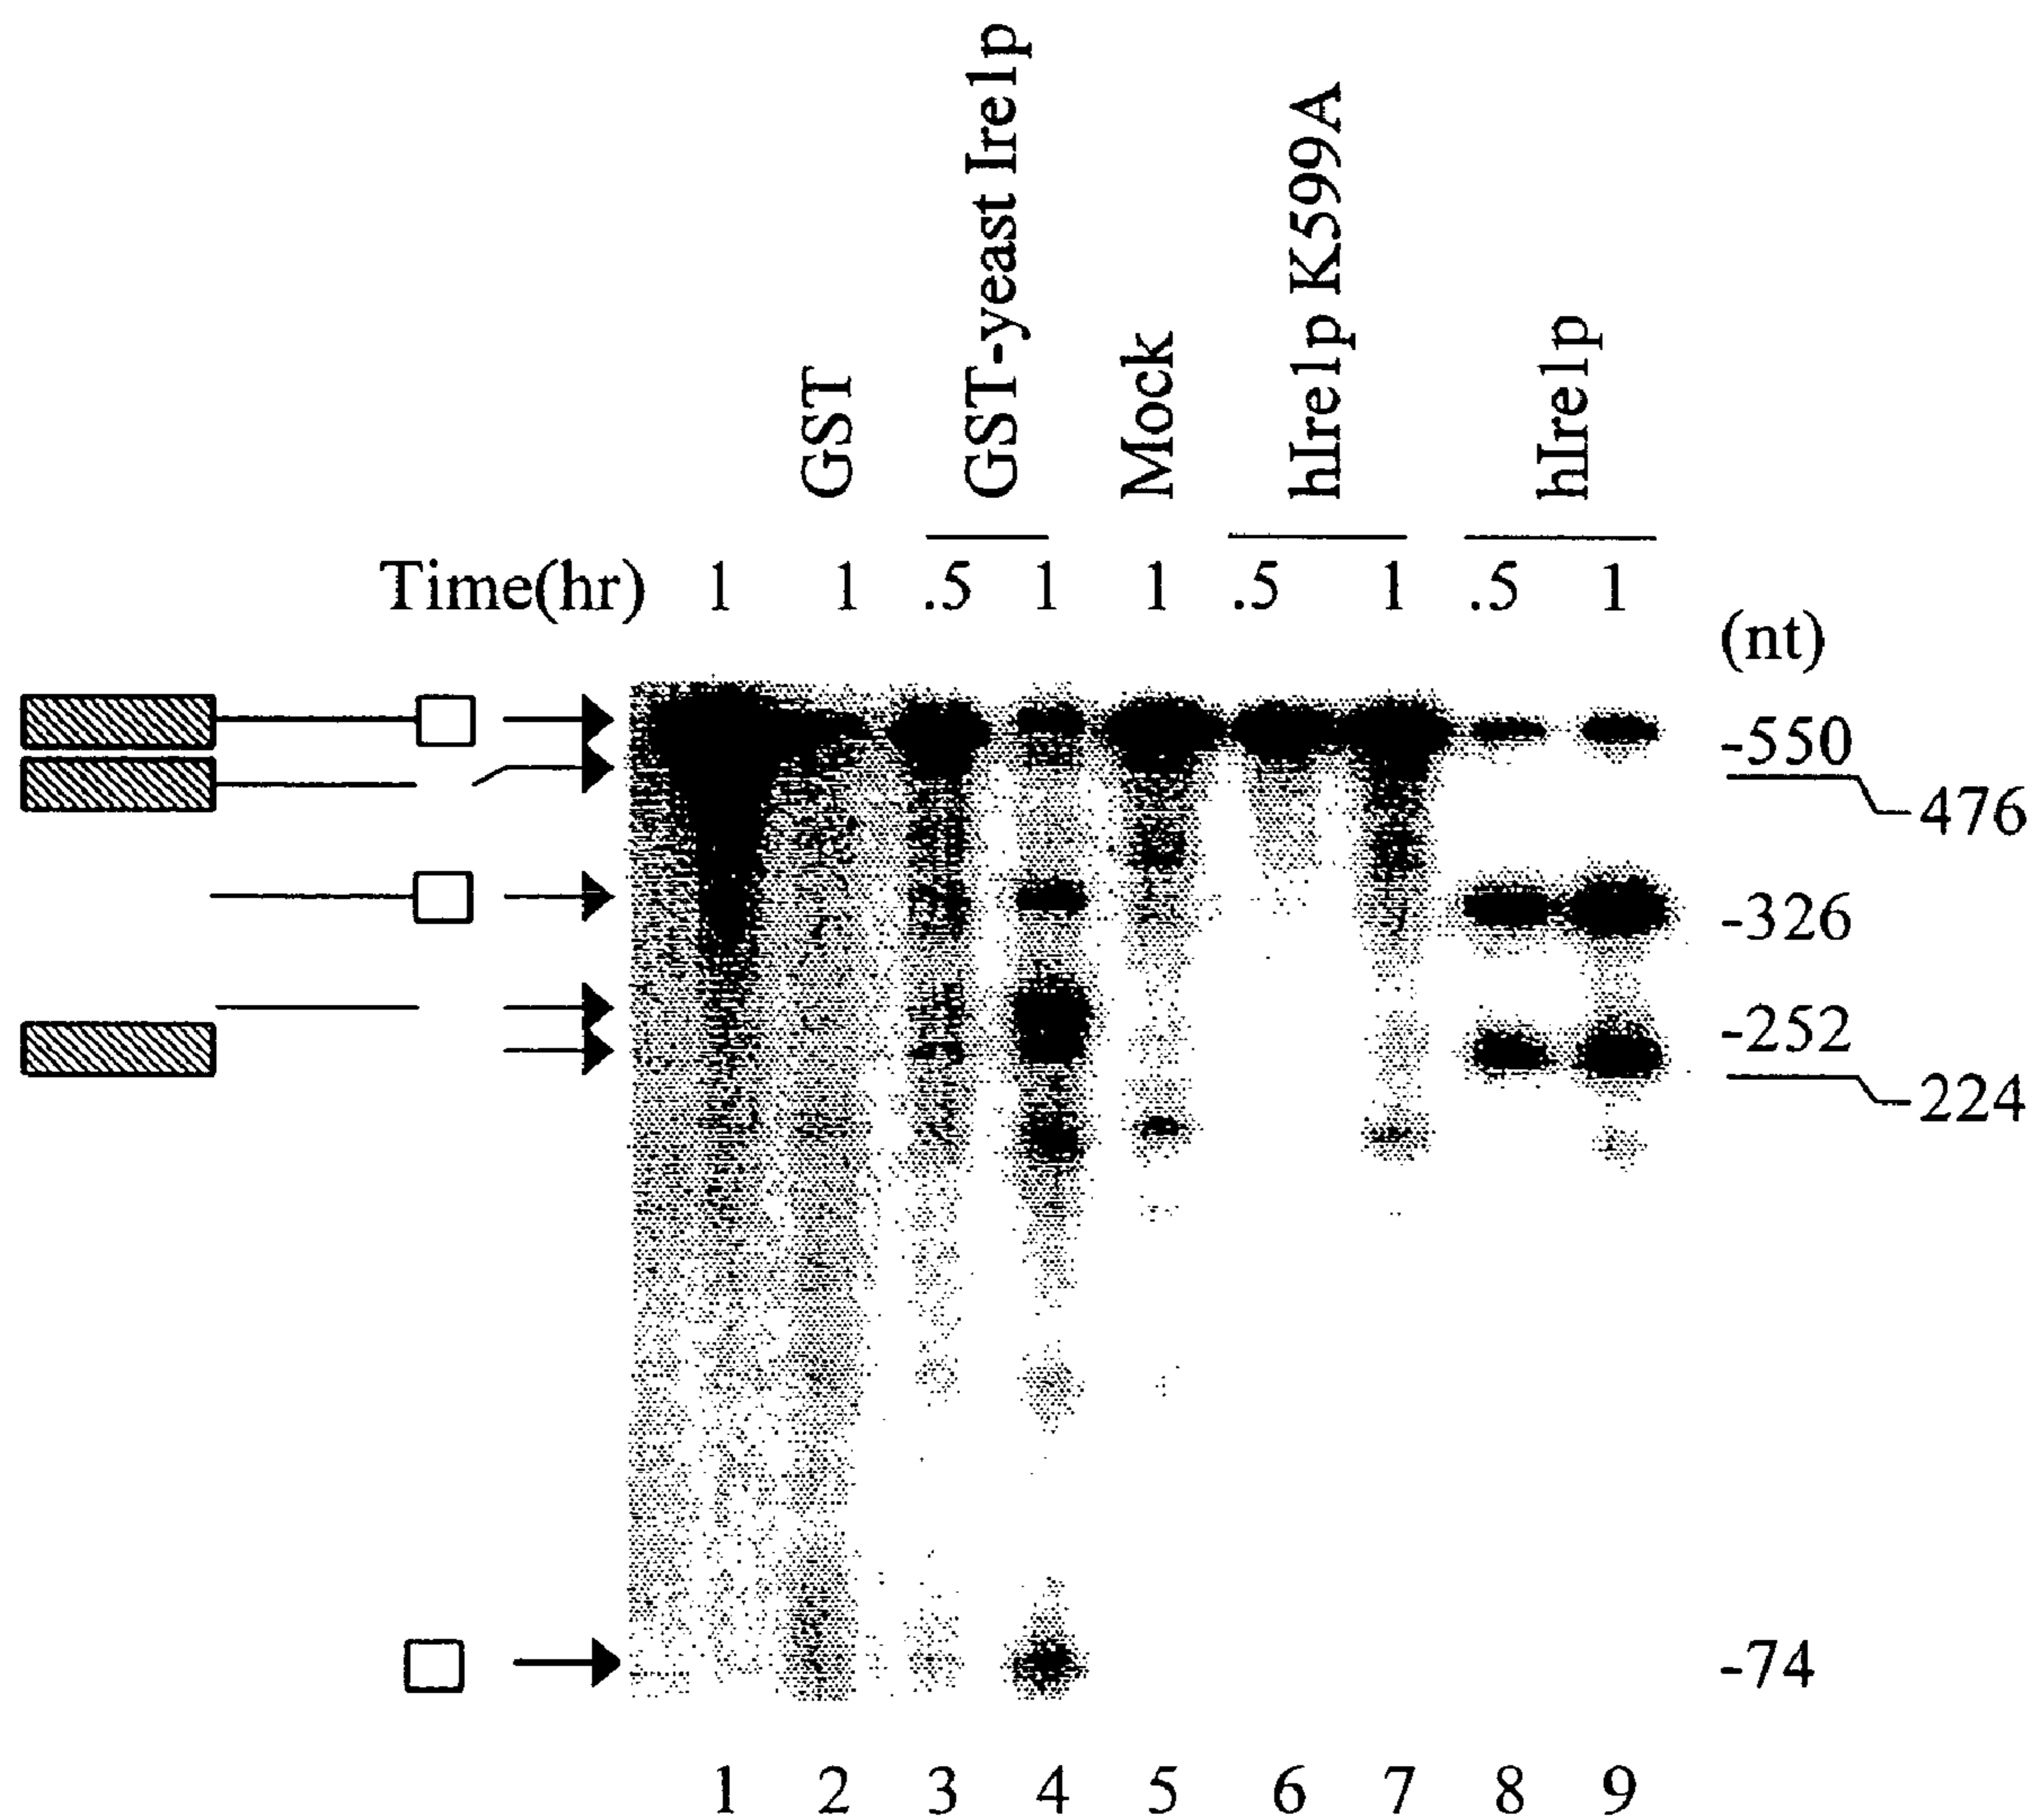 GST
GST-yeast Ire1p
Mock
hIre1p K599A
hIre1p
Time(hr) 1 1 .5 1 1 .5 1 .5 1
(nt)
-550
476
-326
-252
224
-74
1 2 3 4 5 6 7 8 9